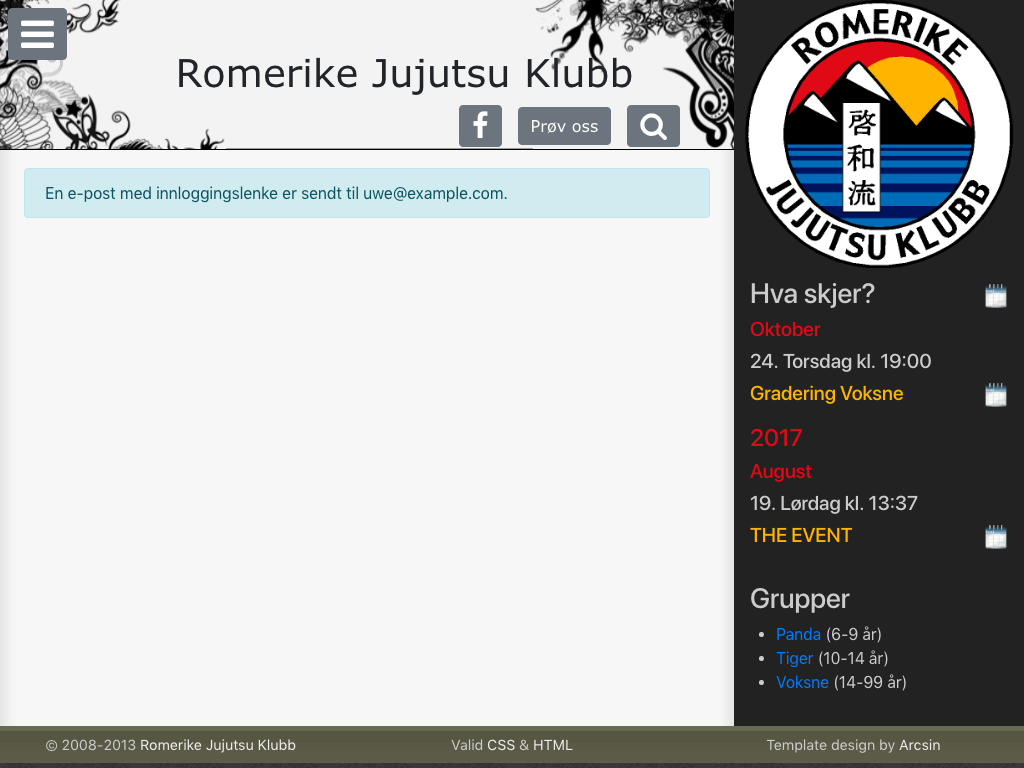 Romerike Jujutsu Klubb
Prøv oss
En e-post med innloggingslenke er sendt til uwe@example.com.
ROMERIKE
啓和流
JUJUTSU KLUBB
Hva skjer?
Oktober
24. Torsdag kl. 19:00
Gradering Voksne
2017
August
19. Lørdag kl. 13:37
THE EVENT
Grupper
Panda (6-9 år)
Tiger (10-14 år)
Voksne (14-99 år)
© 2008-2013 Romerike Jujutsu Klubb
Valid CSS & HTML
Template design by Arcsin